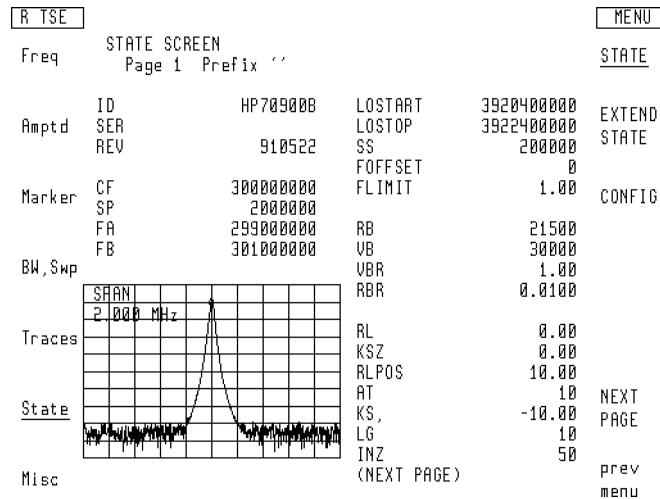 R TSE
MENU
STATE SCREEN
Page 1 Prefix ''
Freq
Amptd
Marker
BW,Swp
Traces
State
Misc
ID HP70900B
SER
REV 910522
CF 300000000
SP 2000000
FA 299000000
FB 301000000
SPAN
2.000 MHz
LOSTART 3920400000
LOSTOP 3922400000
SS 200000
FOFFSET 0
FLIMIT 1.00
RB 21500
VB 30000
VBR 1.00
RBR 0.0100
RL 0.00
KSZ 0.00
RLPOS 10.00
AT 10
KS, -10.00
LG 10
INZ 50
(NEXT PAGE)
STATE
EXTEND
STATE
CONFIG
NEXT
PAGE
prev
menu